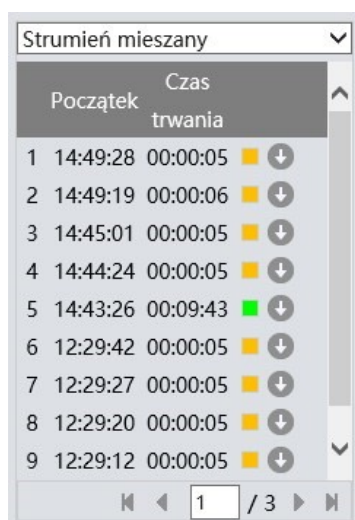 Strumień mieszany
Początek Czas trwania
1 14:49:28 00:00:05
2 14:49:19 00:00:06
3 14:45:01 00:00:05
4 14:44:24 00:00:05
5 14:43:26 00:09:43
6 12:29:42 00:00:05
7 12:29:27 00:00:05
8 12:29:20 00:00:05
9 12:29:12 00:00:05
1 / 3